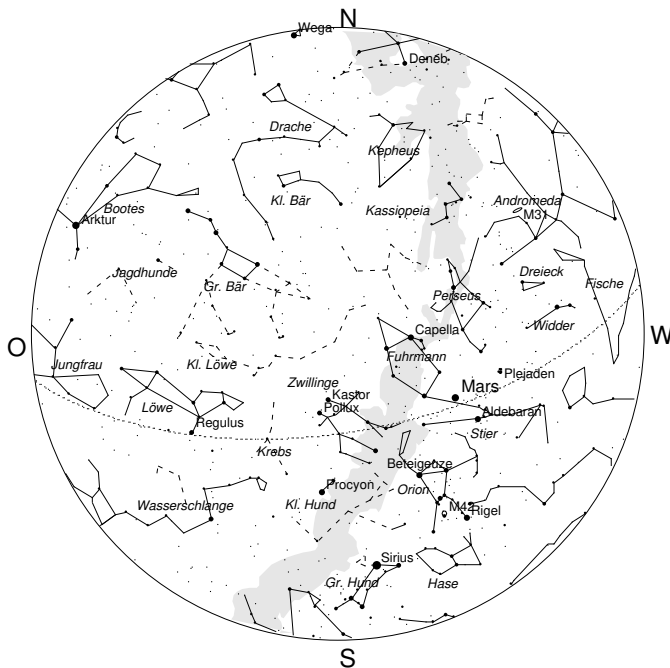 N
Wega
Deneb
Drache
Kepheus
Kl. Bär
Kassiopeia
Andromeda
M31
Bootes
Arktur
Jagdhunde
Gr. Bär
Perseus
Dreieck
Fische
Widder
Capella
Fuhrmann
O
W
Jungfrau
Kl. Löwe
Plejaden
Zwillinge
Mars
Kastor
Pollux
Löwe
Regulus
Aldebaran
Stier
Krebs
Beteigeuze
Procyon
Orion
Kl. Hund
M42
Rigel
Wasserschlange
Sirius
Gr. Hund
Hase
S